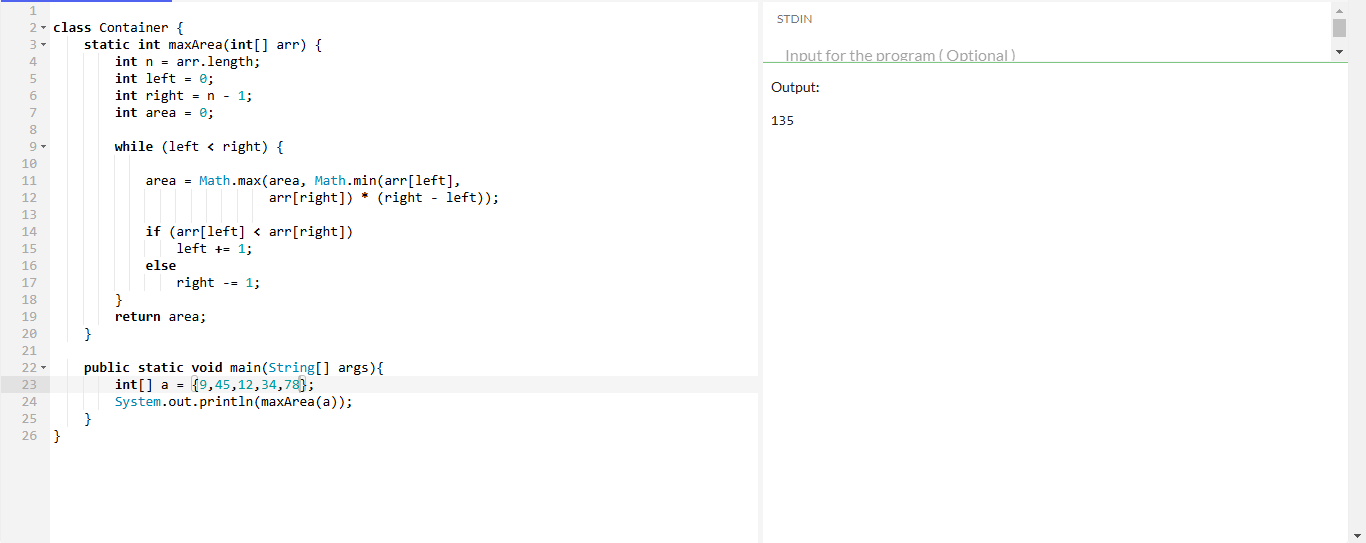 1
2 class Container {
3     static int maxArea(int[] arr) {
4         int n = arr.length;
5         int left = 0;
6         int right = n - 1;
7         int area = 0;
8
9         while (left < right) {
10
11             area = Math.max(area, Math.min(arr[left],
12                             arr[right]) * (right - left));
13
14             if (arr[left] < arr[right])
15                 left += 1;
16             else
17                 right -= 1;
18         }
19         return area;
20     }
21
22     public static void main(String[] args){
23         int[] a = {9,45,12,34,78};
24         System.out.println(maxArea(a));
25     }
26 }
STDIN
Input for the program ( Optional )
Output:
135